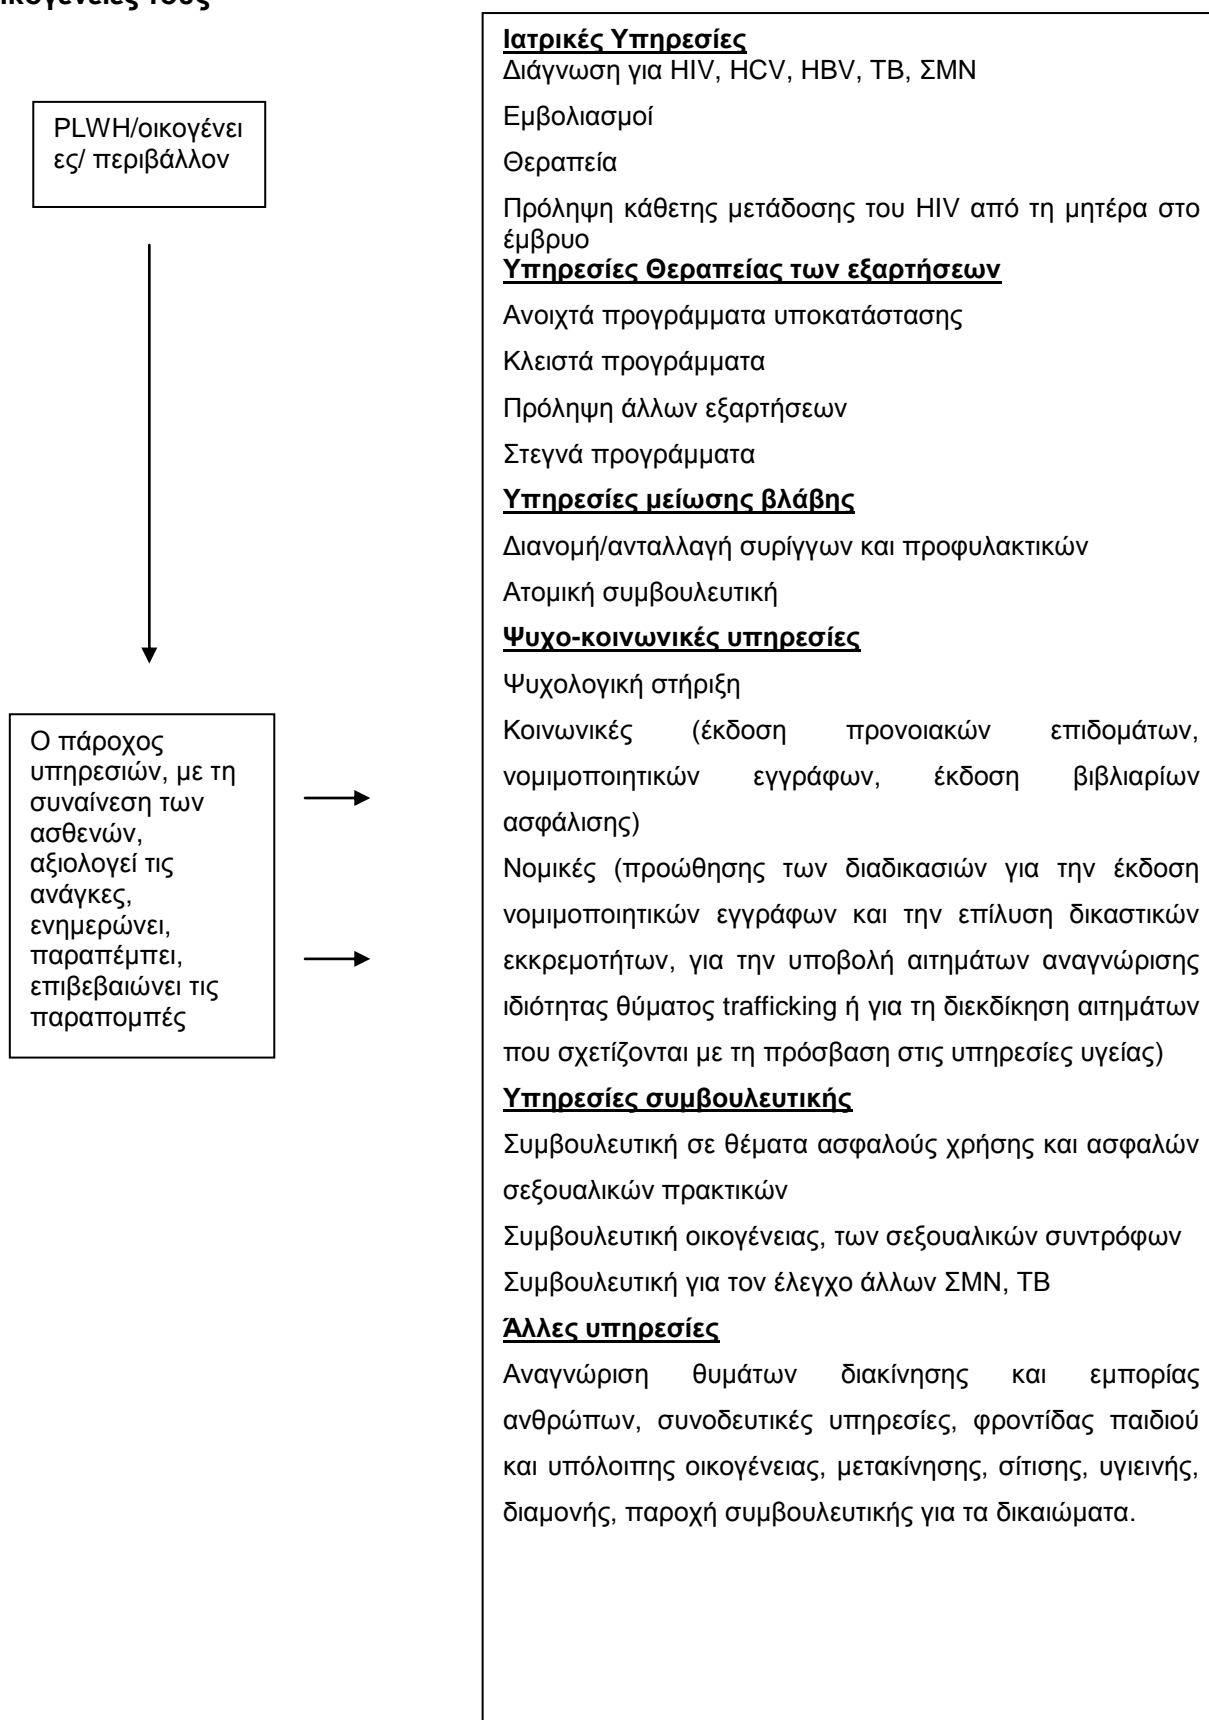 PLWH/οικογένει
ες/ περιβάλλον
Ο πάροχος
υπηρεσιών, με τη
συναίνεση των
ασθενών,
αξιολογεί τις
ανάγκες,
ενημερώνει,
παραπέμπει,
επιβεβαιώνει τις
παραπομπές
Ιατρικές Υπηρεσίες
Διάγνωση για HIV, HCV, HBV, TB, ΣΜΝ
Εμβολιασμοί
Θεραπεία
Πρόληψη κάθετης μετάδοσης του HIV από τη μητέρα στο
έμβρυο
Υπηρεσίες Θεραπείας των εξαρτήσεων
Ανοιχτά προγράμματα υποκατάστασης
Κλειστά προγράμματα
Πρόληψη άλλων εξαρτήσεων
Στεγνά προγράμματα
Υπηρεσίες μείωσης βλάβης
Διανομή/ανταλλαγή συρίγγων και προφυλακτικών
Ατομική συμβουλευτική
Ψυχο-κοινωνικές υπηρεσίες
Ψυχολογική στήριξη
Κοινωνικές (έκδοση προνοιακών επιδομάτων,
νομιμοποιητικών εγγράφων, έκδοση βιβλιαρίων
ασφάλισης)
Νομικές (προώθησης των διαδικασιών για την έκδοση
νομιμοποιητικών εγγράφων και την επίλυση δικαστικών
εκκρεμοτήτων, για την υποβολή αιτημάτων αναγνώρισης
ιδιότητας θύματος trafficking ή για τη διεκδίκηση αιτημάτων
που σχετίζονται με τη πρόσβαση στις υπηρεσίες υγείας)
Υπηρεσίες συμβουλευτικής
Συμβουλευτική σε θέματα ασφαλούς χρήσης και ασφαλών
σεξουαλικών πρακτικών
Συμβουλευτική οικογένειας, των σεξουαλικών συντρόφων
Συμβουλευτική για τον έλεγχο άλλων ΣΜΝ, ΤΒ
Άλλες υπηρεσίες
Αναγνώριση θυμάτων διακίνησης και εμπορίας
ανθρώπων, συνοδευτικές υπηρεσίες, φροντίδας παιδιού
και υπόλοιπης οικογένειας, μετακίνησης, σίτισης, υγιεινής,
διαμονής, παροχή συμβουλευτικής για τα δικαιώματα.